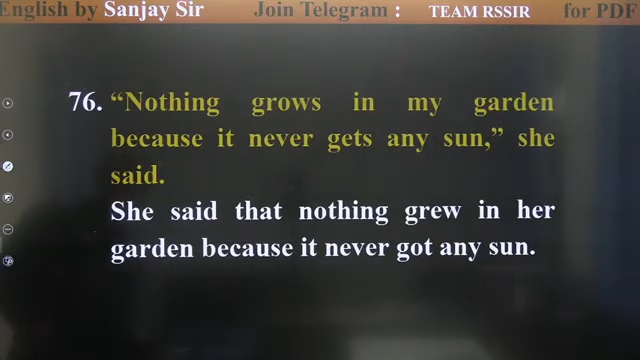 English by Sanjay Sir Join Telegram : TEAM RSSIR for PDF
76. “Nothing grows in my garden
because it never gets any sun,” she
said.
She said that nothing grew in her
garden because it never got any sun.